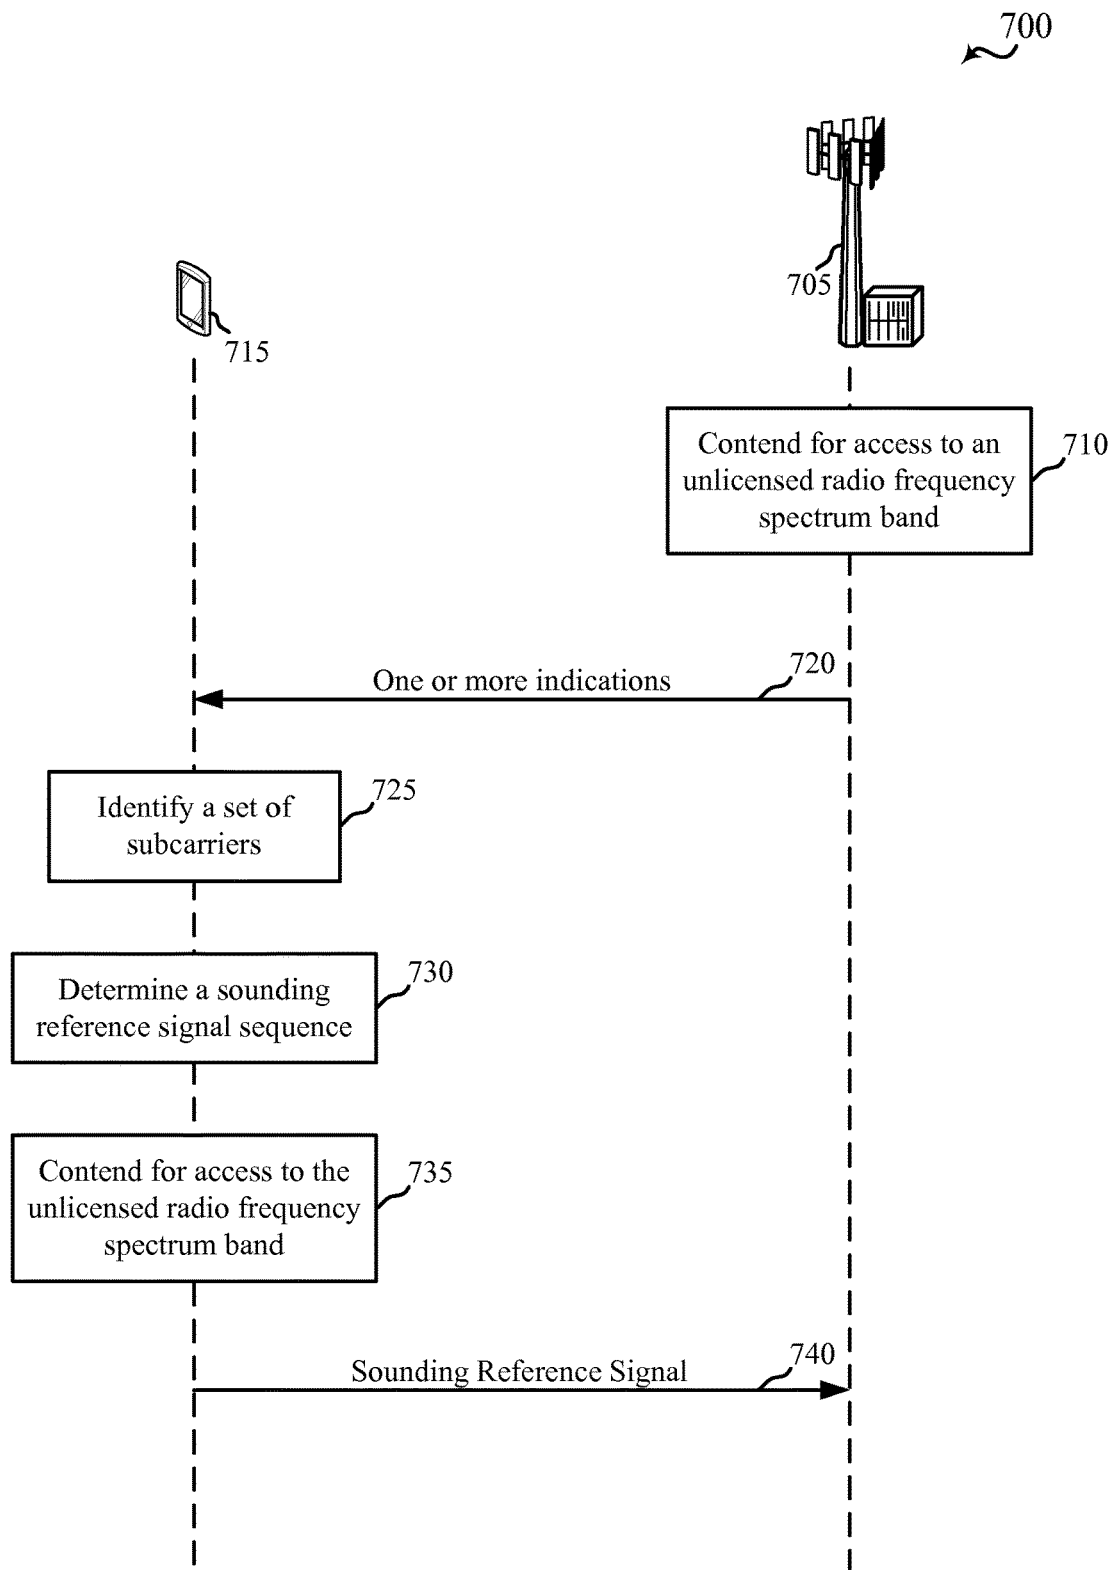 700
705
715
Contend for access to an
unlicensed radio frequency
spectrum band
710
One or more indications
720
Identify a set of
subcarriers
725
Determine a sounding
reference signal sequence
730
Contend for access to the
unlicensed radio frequency
spectrum band
735
Sounding Reference Signal
740